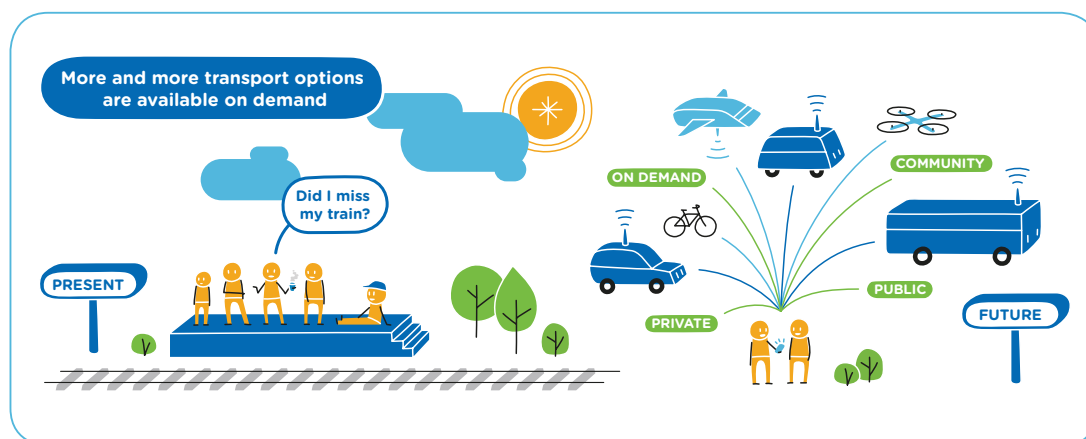 More and more transport options
are available on demand
Did I miss
my train?
PRESENT
ON DEMAND
COMMUNITY
PUBLIC
PRIVATE
FUTURE